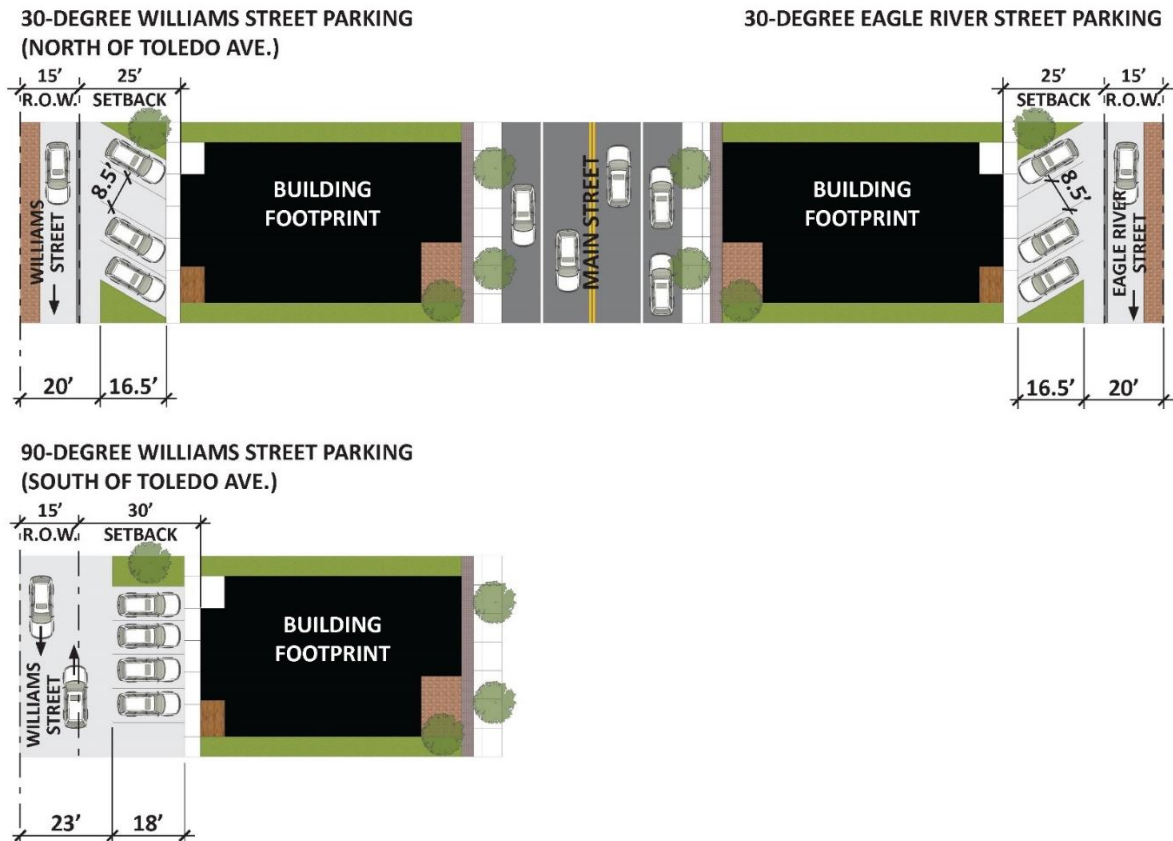 30-DEGREE WILLIAMS STREET PARKING
(NORTH OF TOLEDO AVE.)
30-DEGREE EAGLE RIVER STREET PARKING
15’
25’
R.O.W.
SETBACK
25’
15’
SETBACK
R.O.W.
8.5’
WILLIAMS
STREET
BUILDING
FOOTPRINT
MAIN STREET
BUILDING
FOOTPRINT
8.5’
EAGLE RIVER
STREET
20’
16.5’
16.5’
20’
90-DEGREE WILLIAMS STREET PARKING
(SOUTH OF TOLEDO AVE.)
15’
30’
R.O.W.
SETBACK
WILLIAMS
STREET
BUILDING
FOOTPRINT
23’
18’